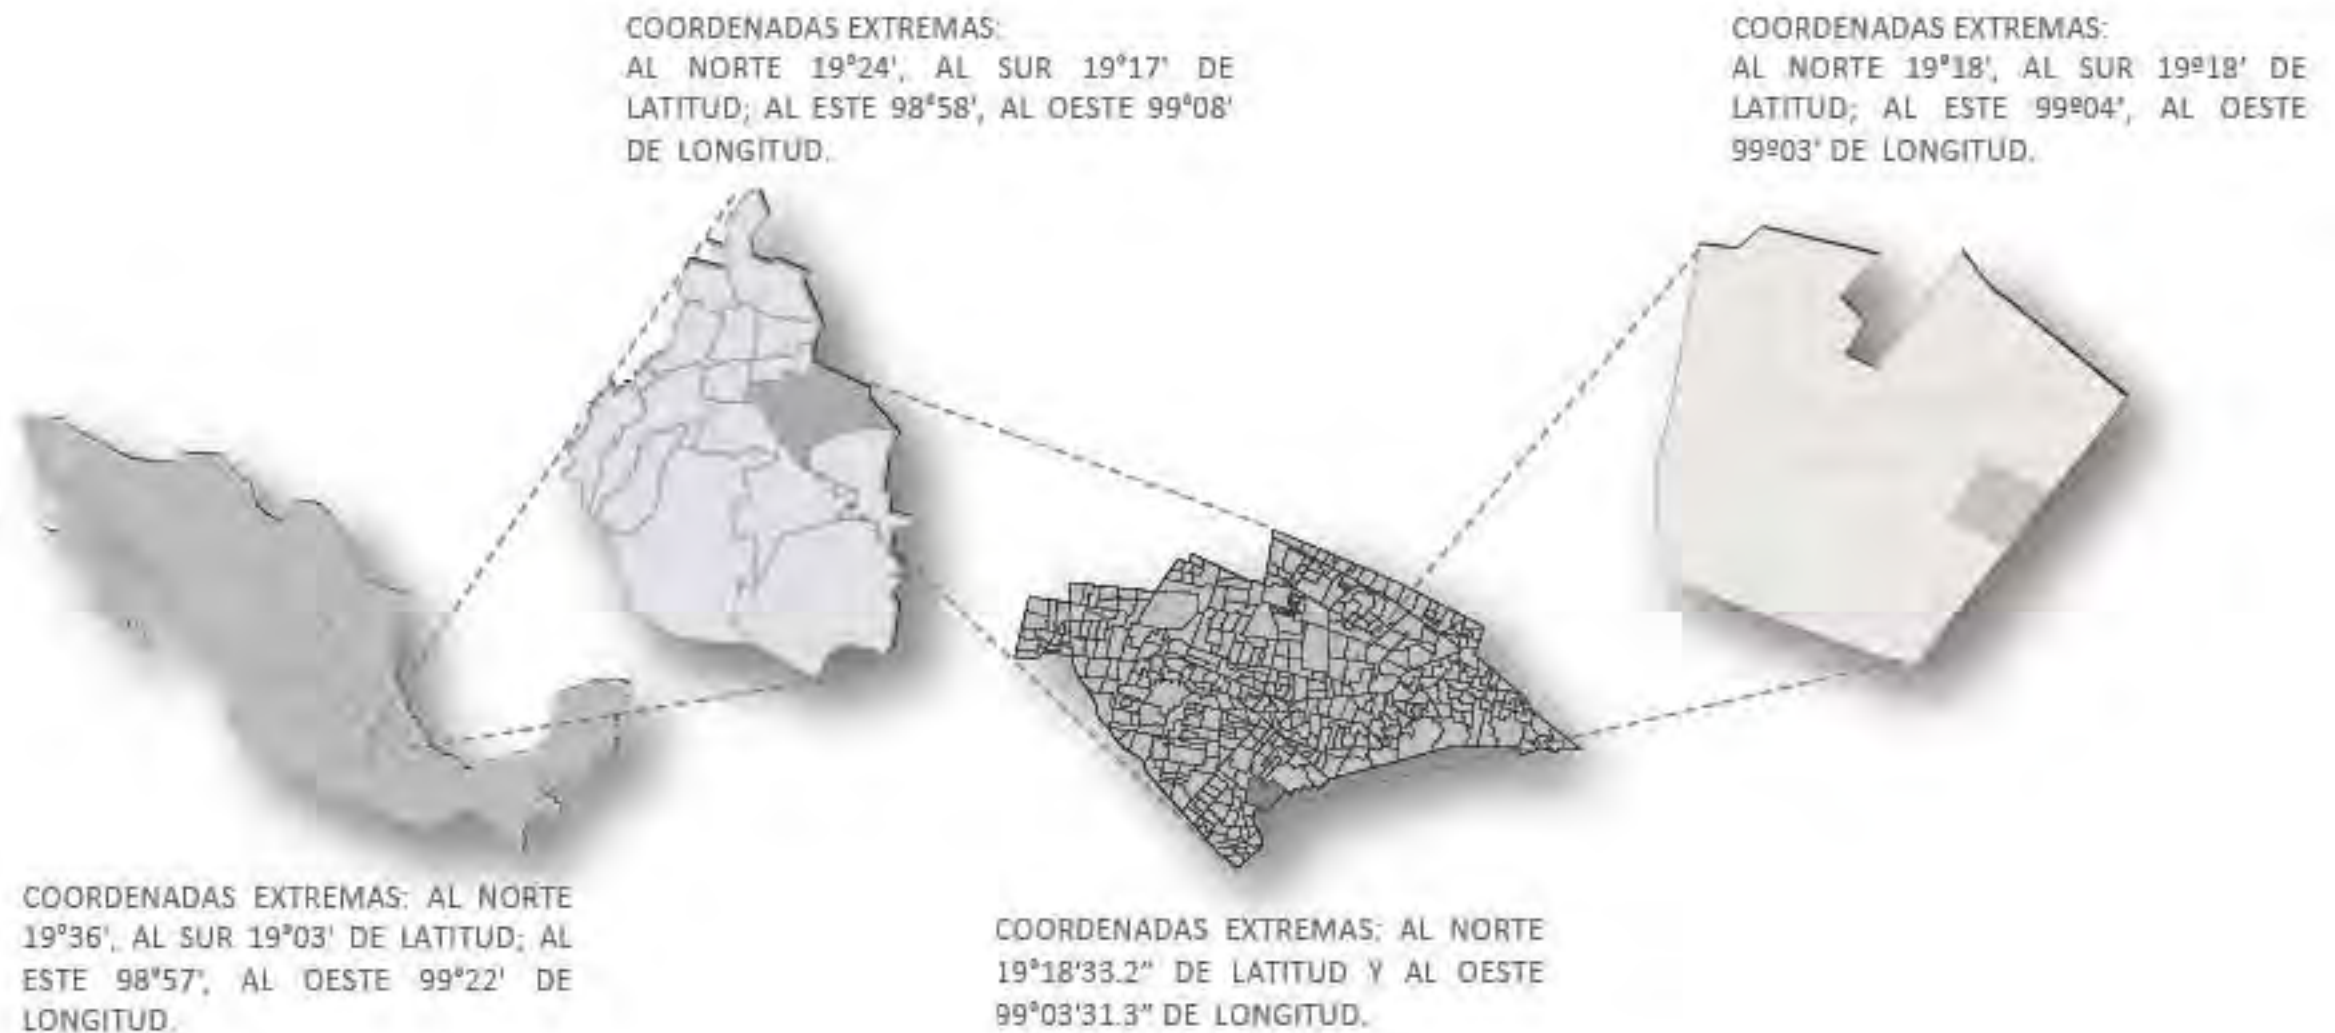 COORDENADAS EXTREMAS:
AL NORTE 19°24', AL SUR 19°17' DE
LATITUD; AL ESTE 98°58', AL OESTE 99°08'
DE LONGITUD.
COORDENADAS EXTREMAS:
AL NORTE 19°18', AL SUR 19º18' DE
LATITUD; AL ESTE 99º04', AL OESTE
99º03' DE LONGITUD.
COORDENADAS EXTREMAS: AL NORTE
19°36', AL SUR 19°03' DE LATITUD; AL
ESTE 98°57', AL OESTE 99°22' DE
LONGITUD.
COORDENADAS EXTREMAS: AL NORTE
19°18'33.2" DE LATITUD Y AL OESTE
99°03'31.3" DE LONGITUD.